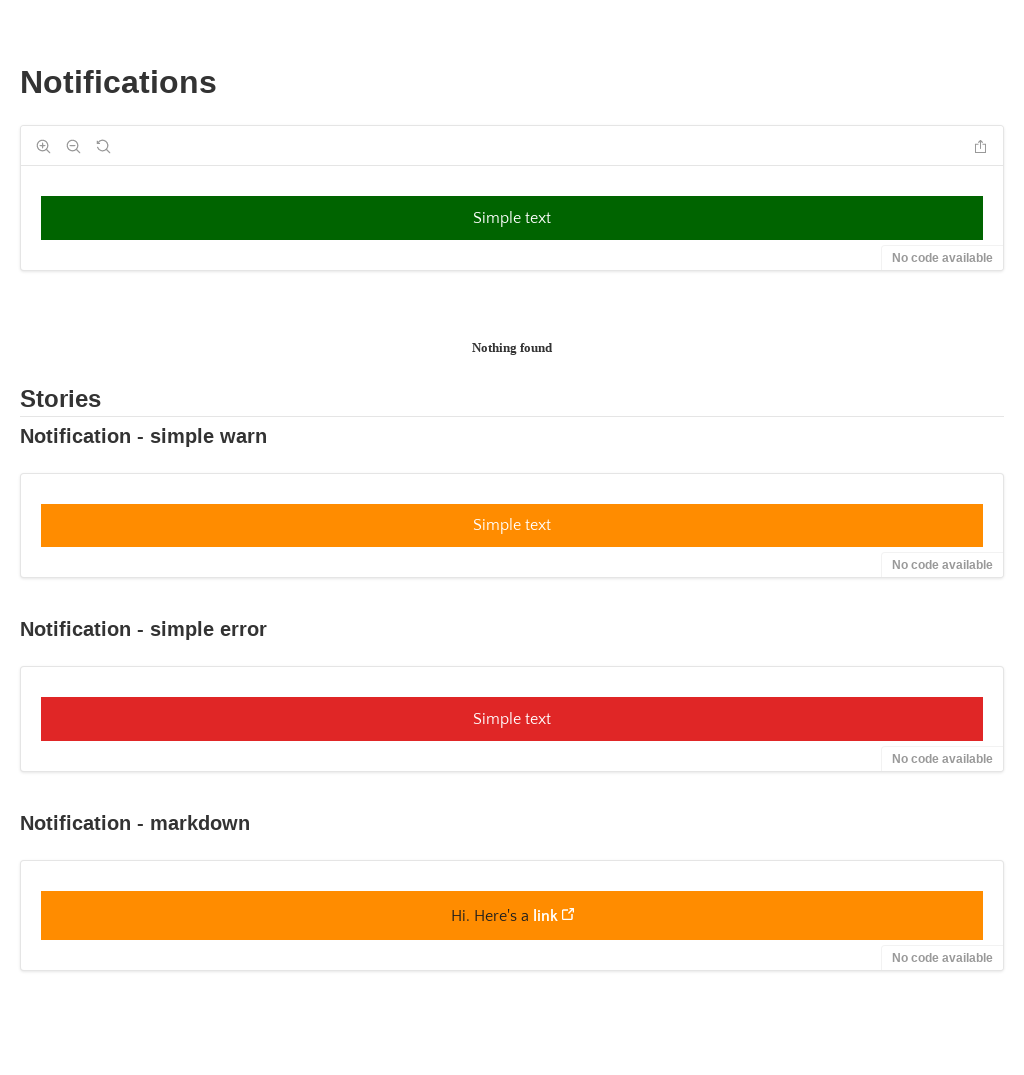 Notifications
Simple text
No code available
Nothing found
Stories
Notification - simple warn
Simple text
No code available
Notification - simple error
Simple text
No code available
Notification - markdown
Hi. Here's a link
No code available